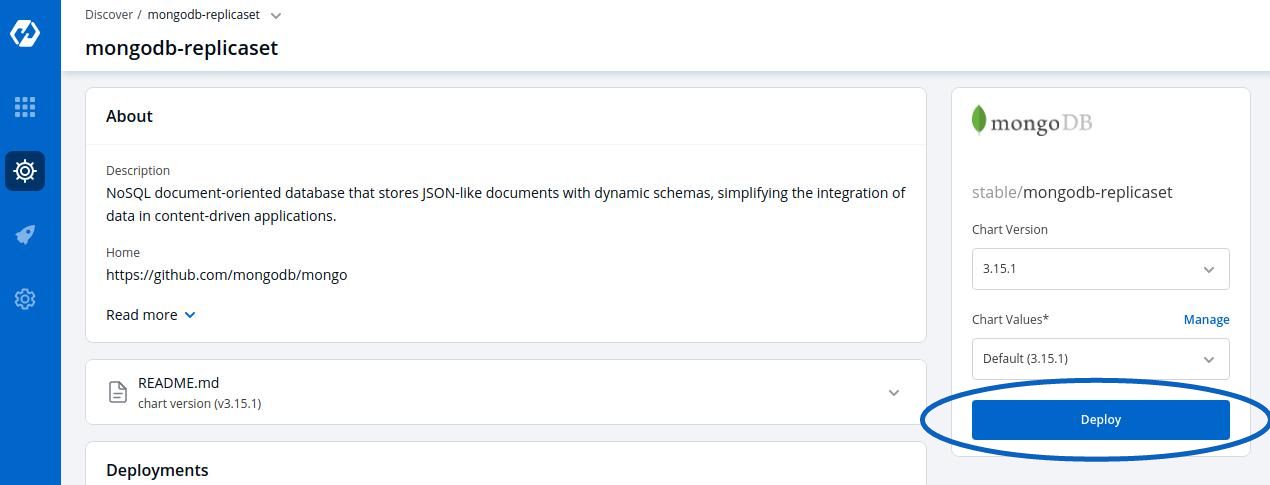 Discover / mongodb-replicaset
mongodb-replicaset
About
Description
NoSQL document-oriented database that stores JSON-like documents with dynamic schemas, simplifying the integration of
data in content-driven applications.
Home
https://github.com/mongodb/mongo
Read more
README.md
chart version (v3.15.1)
Deployments
mongoDB
stable/mongodb-replicaset
Chart Version
3.15.1
Chart Values* Manage
Default (3.15.1)
Deploy